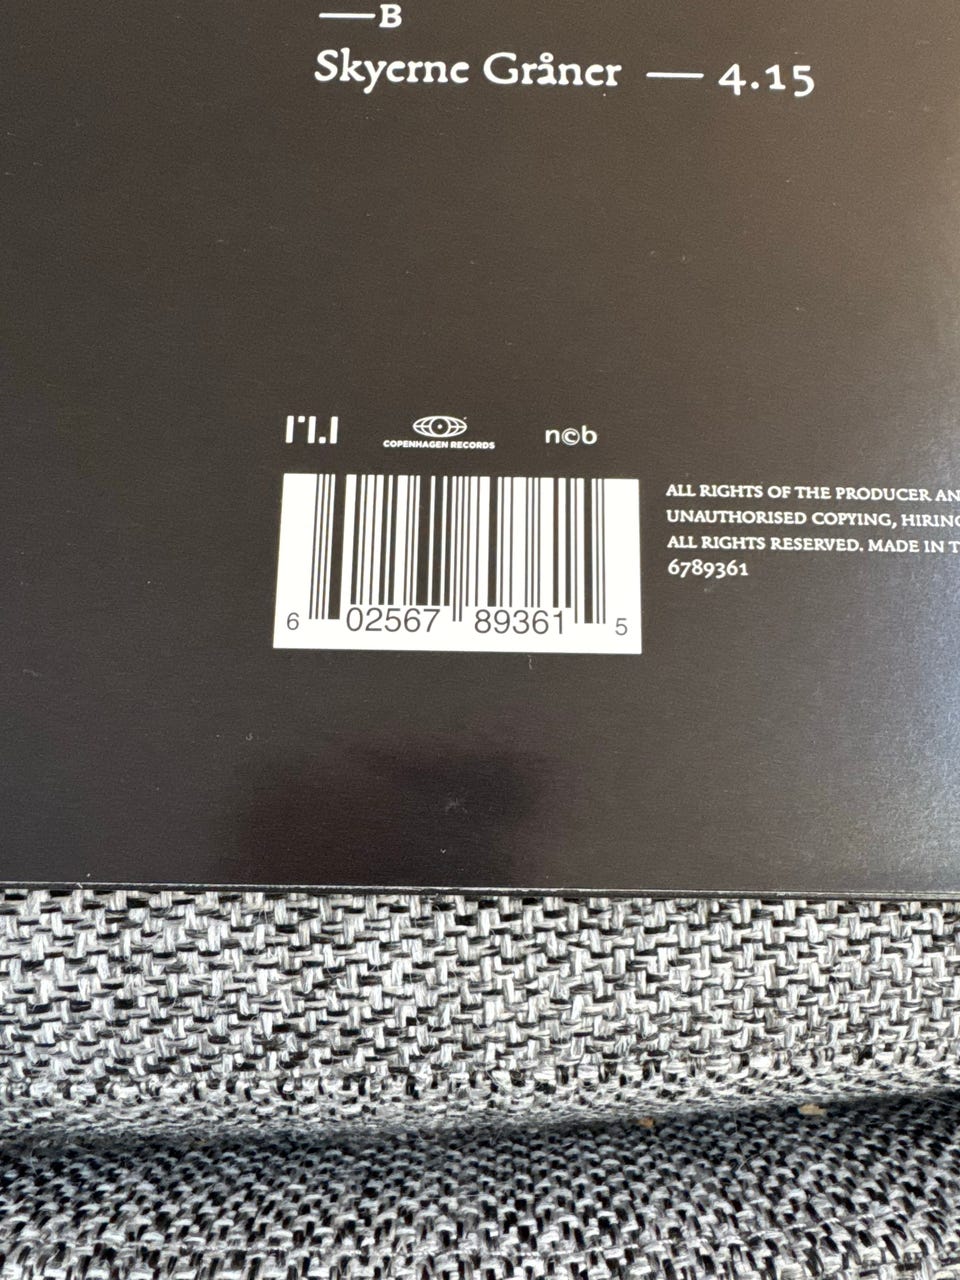 —B
Skyerne Gråner — 4.15
COPENHAGEN RECORDS
n©b
ALL RIGHTS OF THE PRODUCER AN
UNAUTHORISED COPYING, HIRING
ALL RIGHTS RESERVED. MADE IN T
6789361
6 02567 89361 5